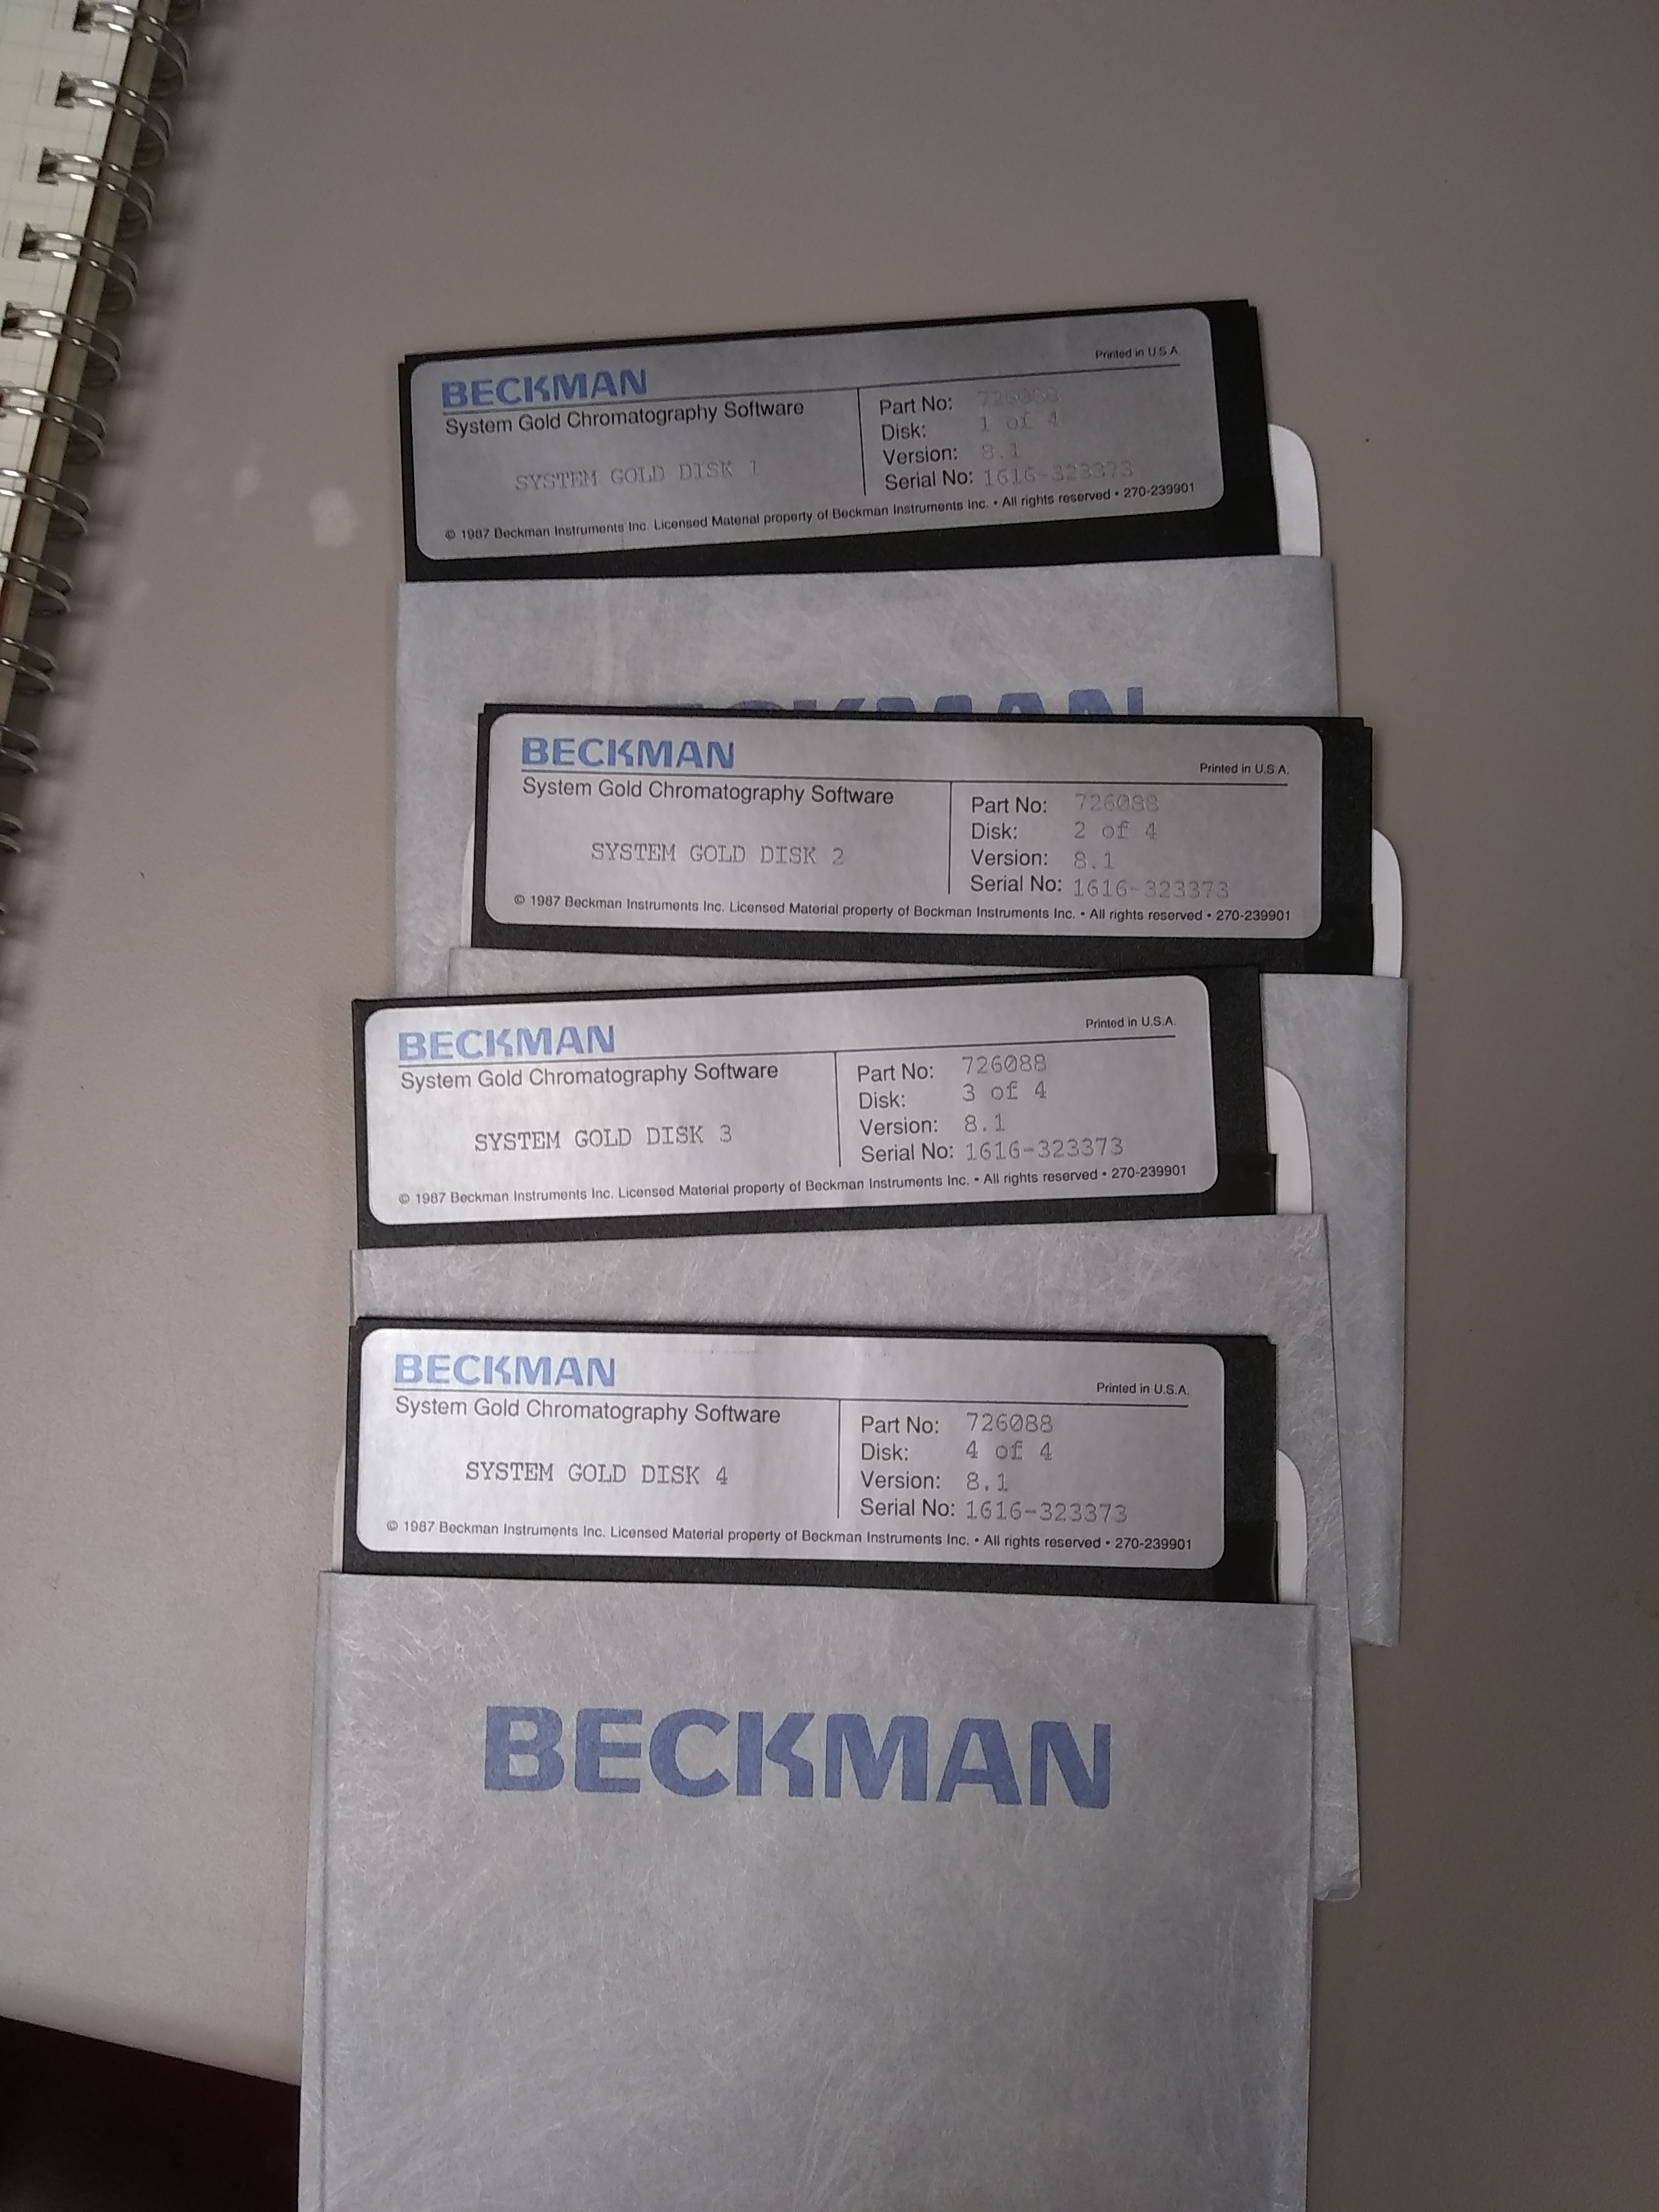 BECKMAN
Printed in U.S.A.
System Gold Chromatography Software
SYSTEM GOLD DISK 1
Part No: 726088
Disk: 1 of 4
Version: 8.1
Serial No: 1616-323373
© 1987 Beckman Instruments Inc. Licensed Material property of Beckman Instruments Inc. • All rights reserved • 270-239901
BECKMAN
Printed in U.S.A.
System Gold Chromatography Software
SYSTEM GOLD DISK 2
Part No: 726088
Disk: 2 of 4
Version: 8.1
Serial No: 1616-323373
© 1987 Beckman Instruments Inc. Licensed Material property of Beckman Instruments Inc. • All rights reserved • 270-239901
BECKMAN
Printed in U.S.A.
System Gold Chromatography Software
SYSTEM GOLD DISK 3
Part No: 726088
Disk: 3 of 4
Version: 8.1
Serial No: 1616-323373
© 1987 Beckman Instruments Inc. Licensed Material property of Beckman Instruments Inc. • All rights reserved • 270-239901
BECKMAN
Printed in U.S.A.
System Gold Chromatography Software
SYSTEM GOLD DISK 4
Part No: 726088
Disk: 4 of 4
Version: 8.1
Serial No: 1616-323373
© 1987 Beckman Instruments Inc. Licensed Material property of Beckman Instruments Inc. • All rights reserved • 270-239901
BECKMAN